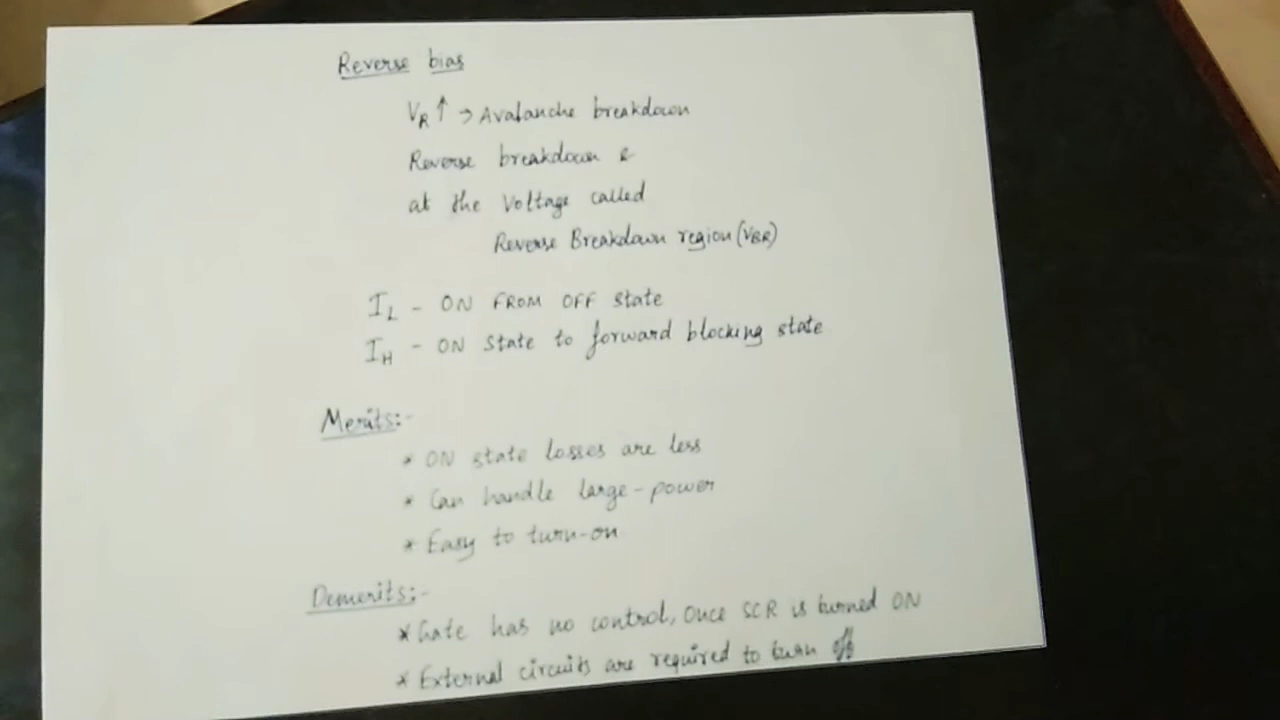 Reverse bias
VR ↑ → Avalanche breakdown
Reverse breakdown &
at the Voltage called
Reverse Breakdown region (VBR)
IL - ON FROM OFF state
IH - ON state to forward blocking state
Merits:-
* ON state losses are less
* Can handle large-power
* Easy to turn-on
Demerits:-
* Gate has no control, Once SCR is turned ON
* External circuits are required to turn off